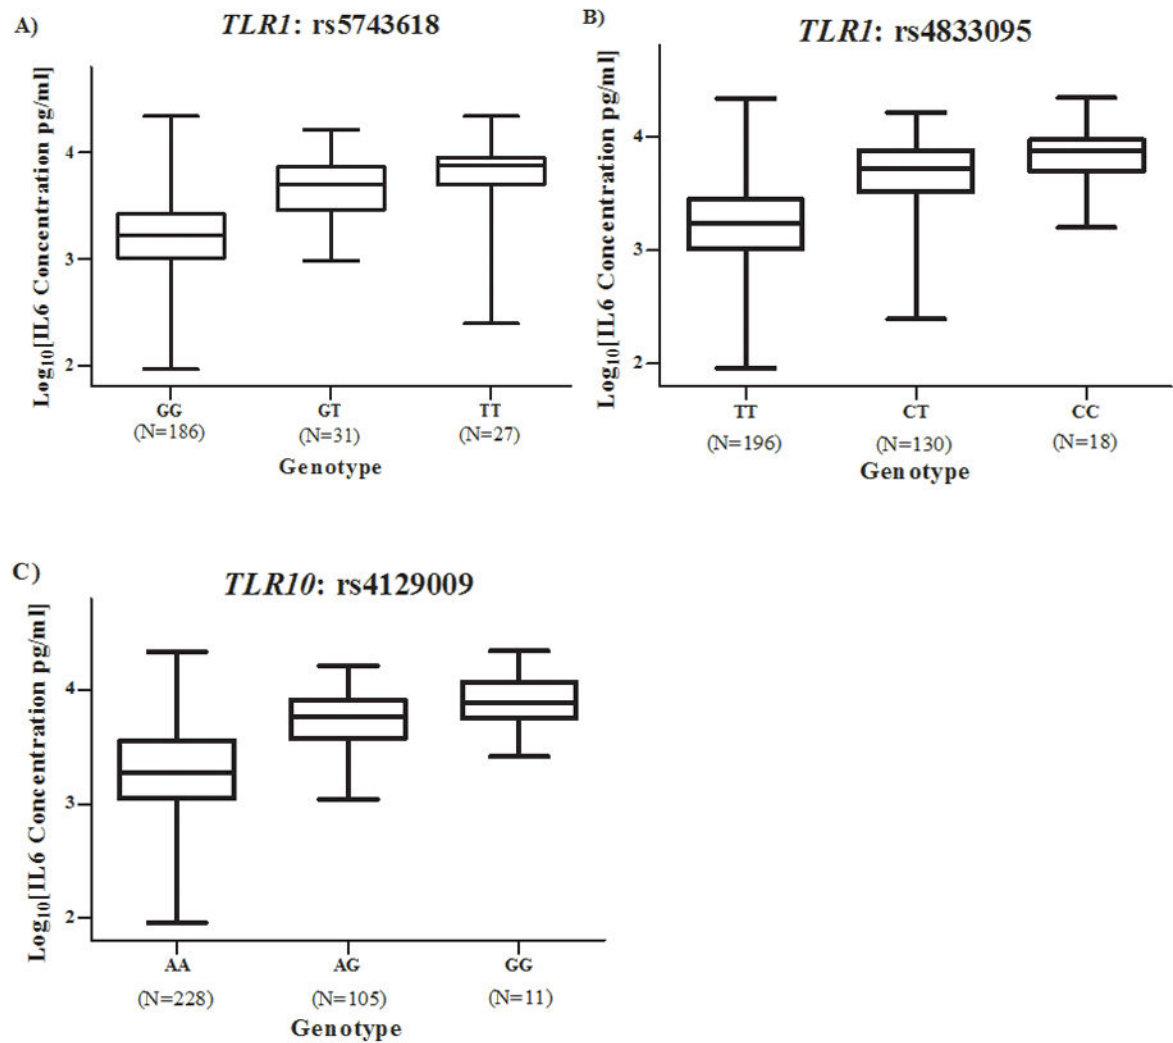 A)
TLR1: rs5743618
Log10[IL6 Concentration pg/ml]
4
3
2
GG
GT
TT
(N=186)
(N=31)
(N=27)
Genotype
B)
TLR1: rs4833095
Log10[IL6 Concentration pg/ml]
4
3
2
TT
CT
CC
(N=196)
(N=130)
(N=18)
Genotype
C)
TLR10: rs4129009
Log10[IL6 Concentration pg/ml]
4
3
2
AA
AG
GG
(N=228)
(N=105)
(N=11)
Genotype